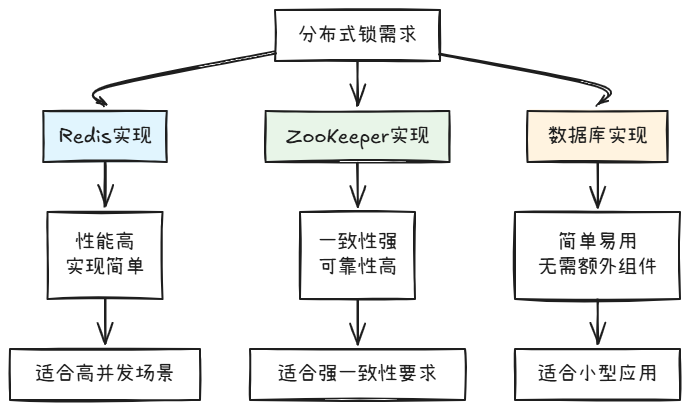 分布式锁需求
Redis实现
ZooKeeper实现
数据库实现
性能高
实现简单
一致性强
可靠性高
简单易用
无需额外组件
适合高并发场景
适合强一致性要求
适合小型应用